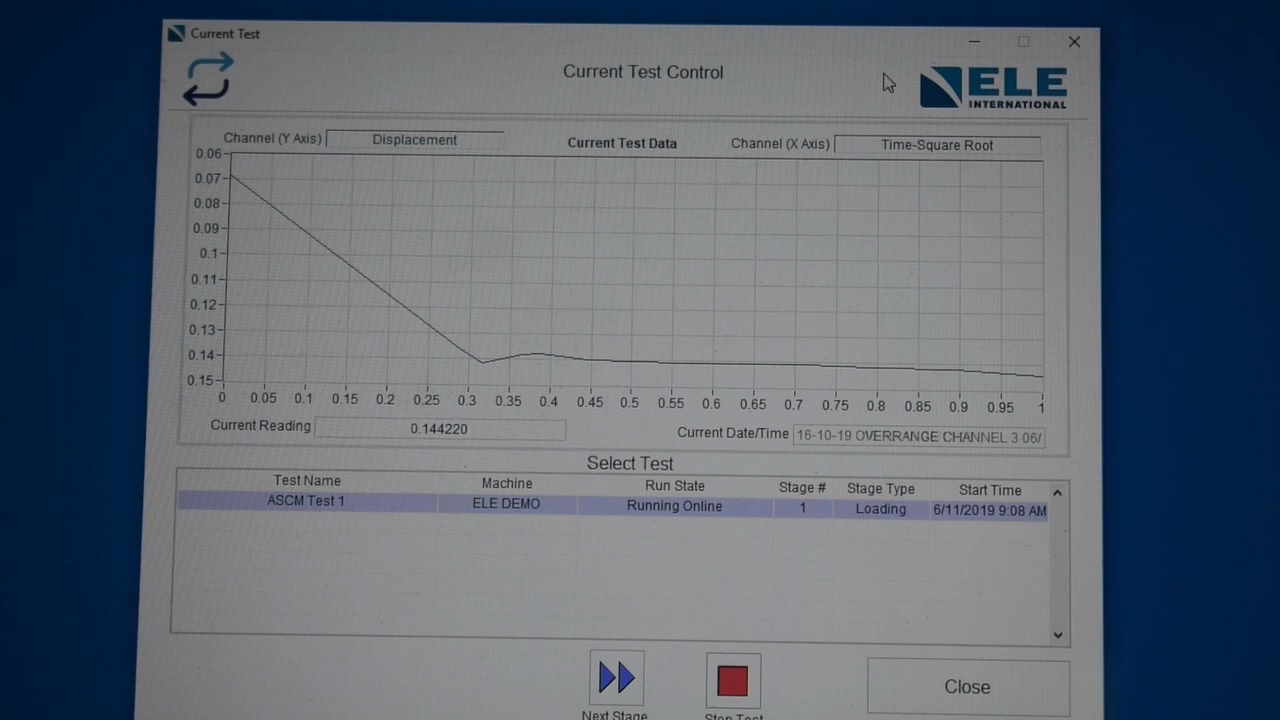 Current Test
Current Test Control
ELE
INTERNATIONAL
Channel (Y Axis) Displacement Current Test Data Channel (X Axis) Time-Square Root
0.06
0.07
0.08
0.09
0.1
0.11
0.12
0.13
0.14
0.15
0 0.05 0.1 0.15 0.2 0.25 0.3 0.35 0.4 0.45 0.5 0.55 0.6 0.65 0.7 0.75 0.8 0.85 0.9 0.95 1
Current Reading 0.144220 Current Date/Time 16-10-19 OVERRANGE CHANNEL 3 06/
Select Test
Test Name Machine Run State Stage # Stage Type Start Time
ASCM Test 1 ELE DEMO Running Online 1 Loading 6/11/2019 9:08 AM
Close
Next Stage Stop Test